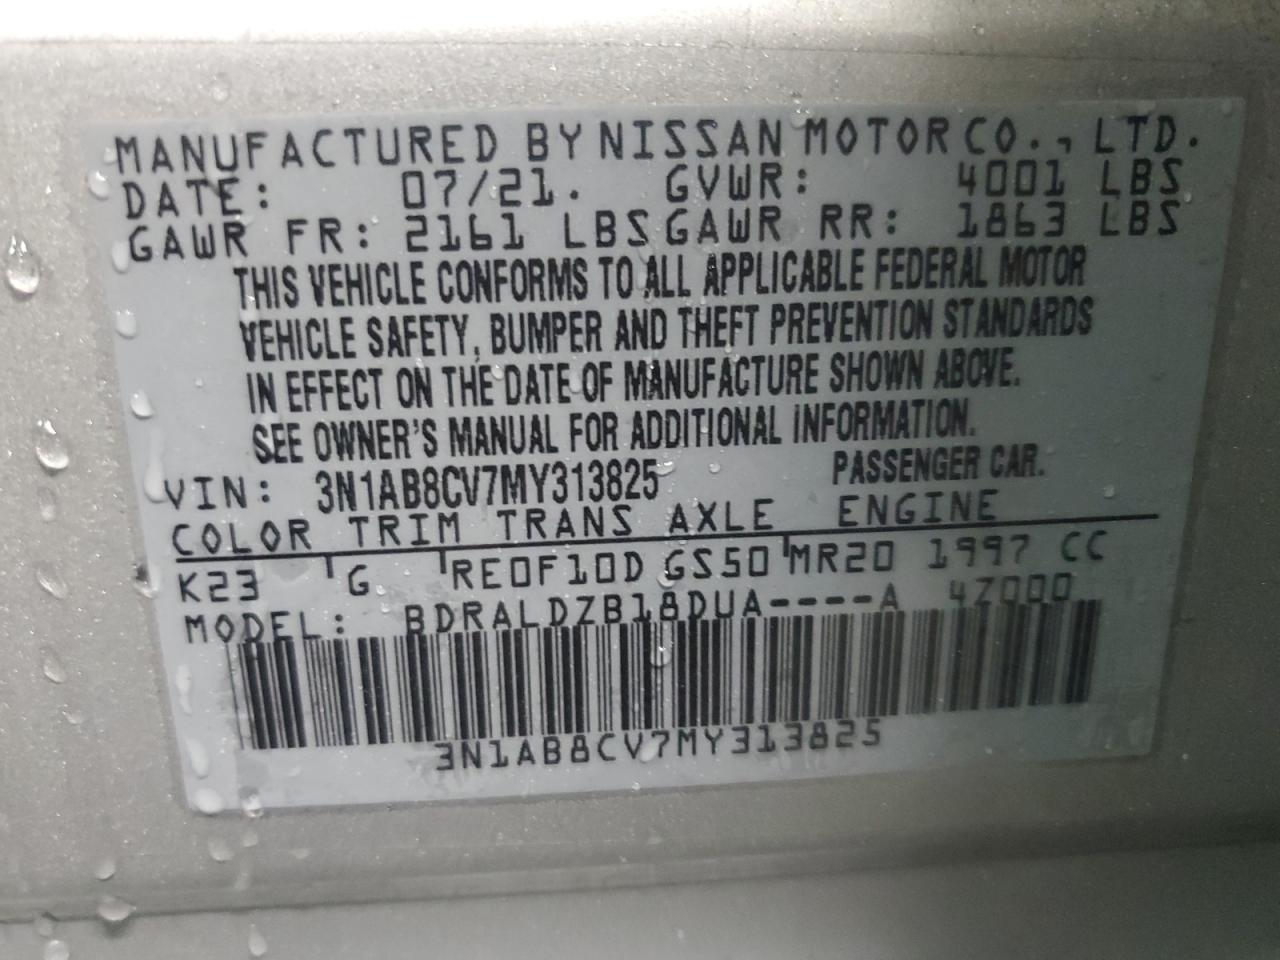 MANUFACTURED BY NISSAN MOTOR CO., LTD.
DATE: 07/21. GVWR: 4001 LBS
GAWR FR: 2161 LBS GAWR RR: 1863 LBS
THIS VEHICLE CONFORMS TO ALL APPLICABLE FEDERAL MOTOR
VEHICLE SAFETY, BUMPER AND THEFT PREVENTION STANDARDS
IN EFFECT ON THE DATE OF MANUFACTURE SHOWN ABOVE.
SEE OWNER'S MANUAL FOR ADDITIONAL INFORMATION.
VIN: 3N1AB8CV7MY313825 PASSENGER CAR.
COLOR TRIM TRANS AXLE ENGINE
K23 G RE0F10D GS50 MR20 1997 CC
MODEL: BDRALDZB18DUA----A 4Z000
3N1AB8CV7MY313825